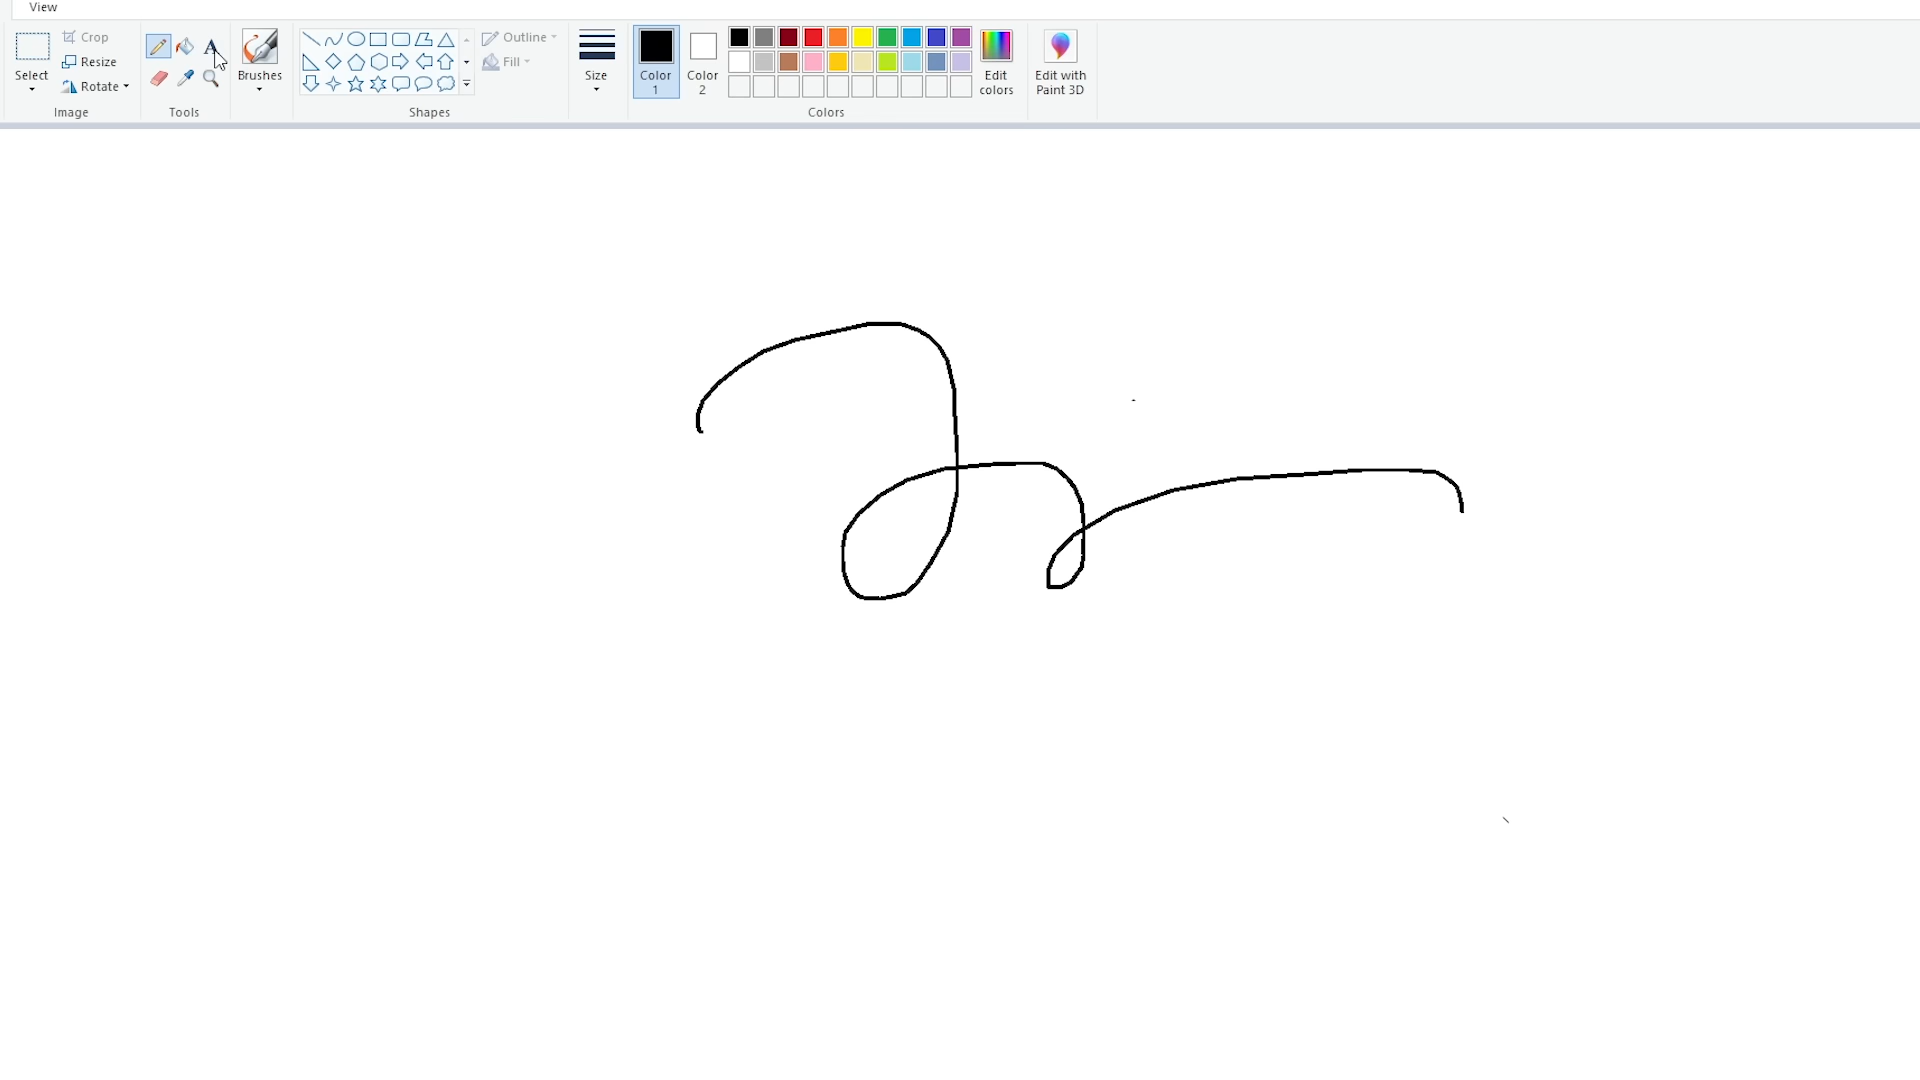 View
Select
Crop
Resize
Rotate
Image
A
Tools
Brushes
Shapes
Outline
Fill
Size
Color
1
Color
2
Colors
Edit
colors
Edit with
Paint 3D